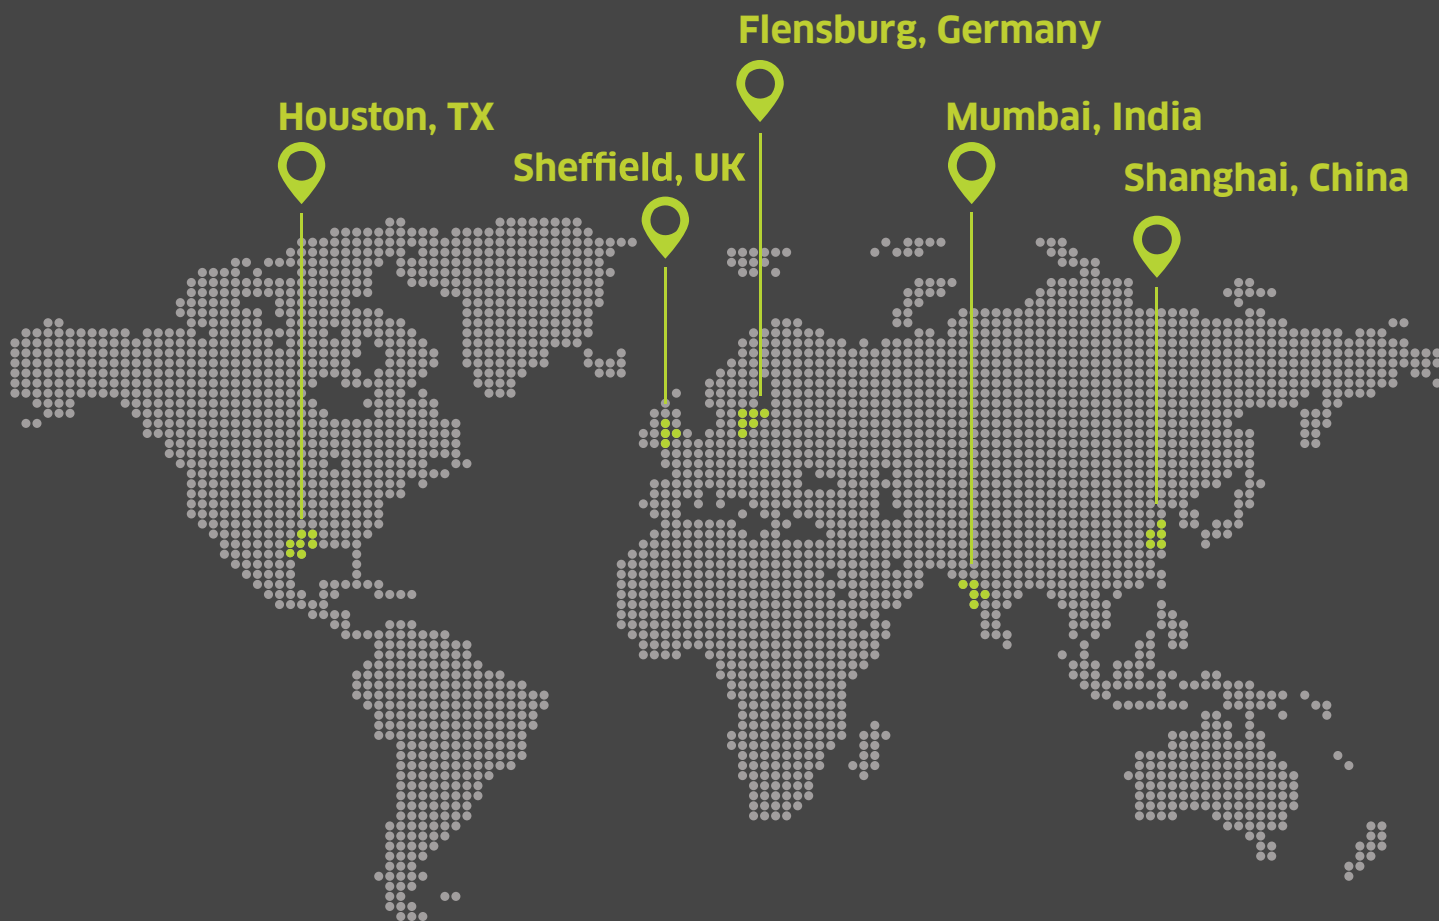 Flensburg, Germany
Houston, TX
Mumbai, India
Sheffield, UK
Shanghai, China